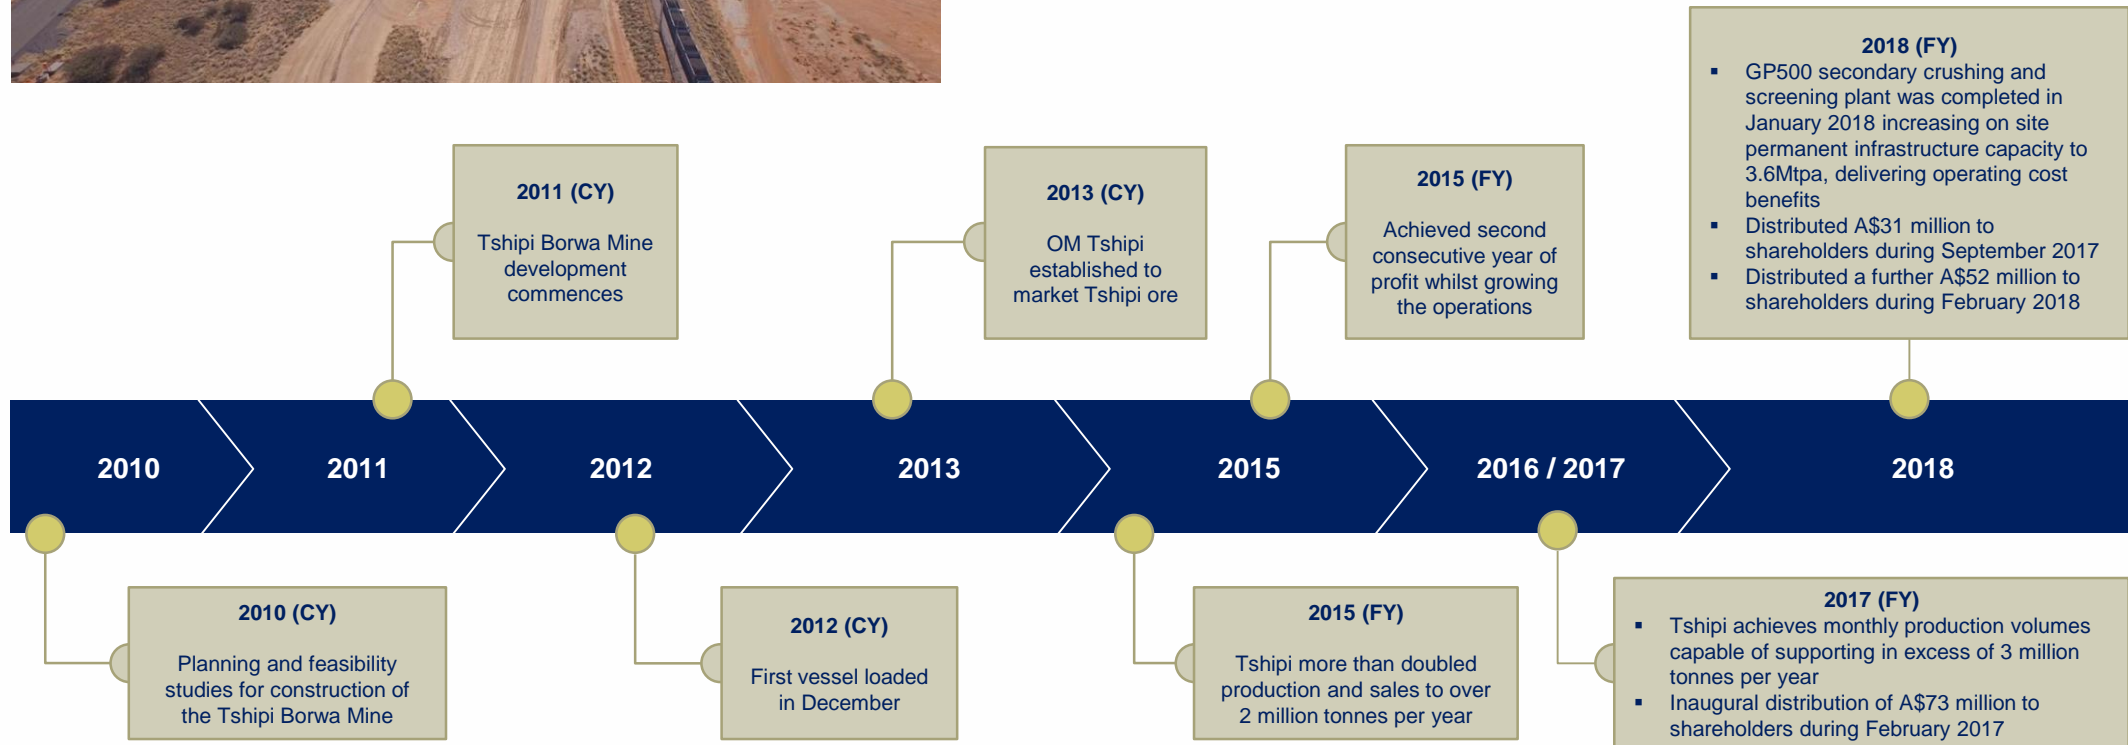 2018 (FY)
▪ GP500 secondary crushing and
screening plant was completed in
January 2018 increasing on site
permanent infrastructure capacity to
3.6Mtpa, delivering operating cost
benefits
▪ Distributed A$31 million to
shareholders during September 2017
▪ Distributed a further A$52 million to
shareholders during February 2018
2011 (CY)
Tshipi Borwa Mine
development
commences
2013 (CY)
OM Tshipi
established to
market Tshipi ore
2015 (FY)
Achieved second
consecutive year of
profit whilst growing
the operations
2010
2011
2012
2013
2015
2016 / 2017
2018
2010 (CY)
Planning and feasibility
studies for construction of
the Tshipi Borwa Mine
2012 (CY)
First vessel loaded
in December
2015 (FY)
Tshipi more than doubled
production and sales to over
2 million tonnes per year
2017 (FY)
▪ Tshipi achieves monthly production volumes
capable of supporting in excess of 3 million
tonnes per year
▪ Inaugural distribution of A$73 million to
shareholders during February 2017